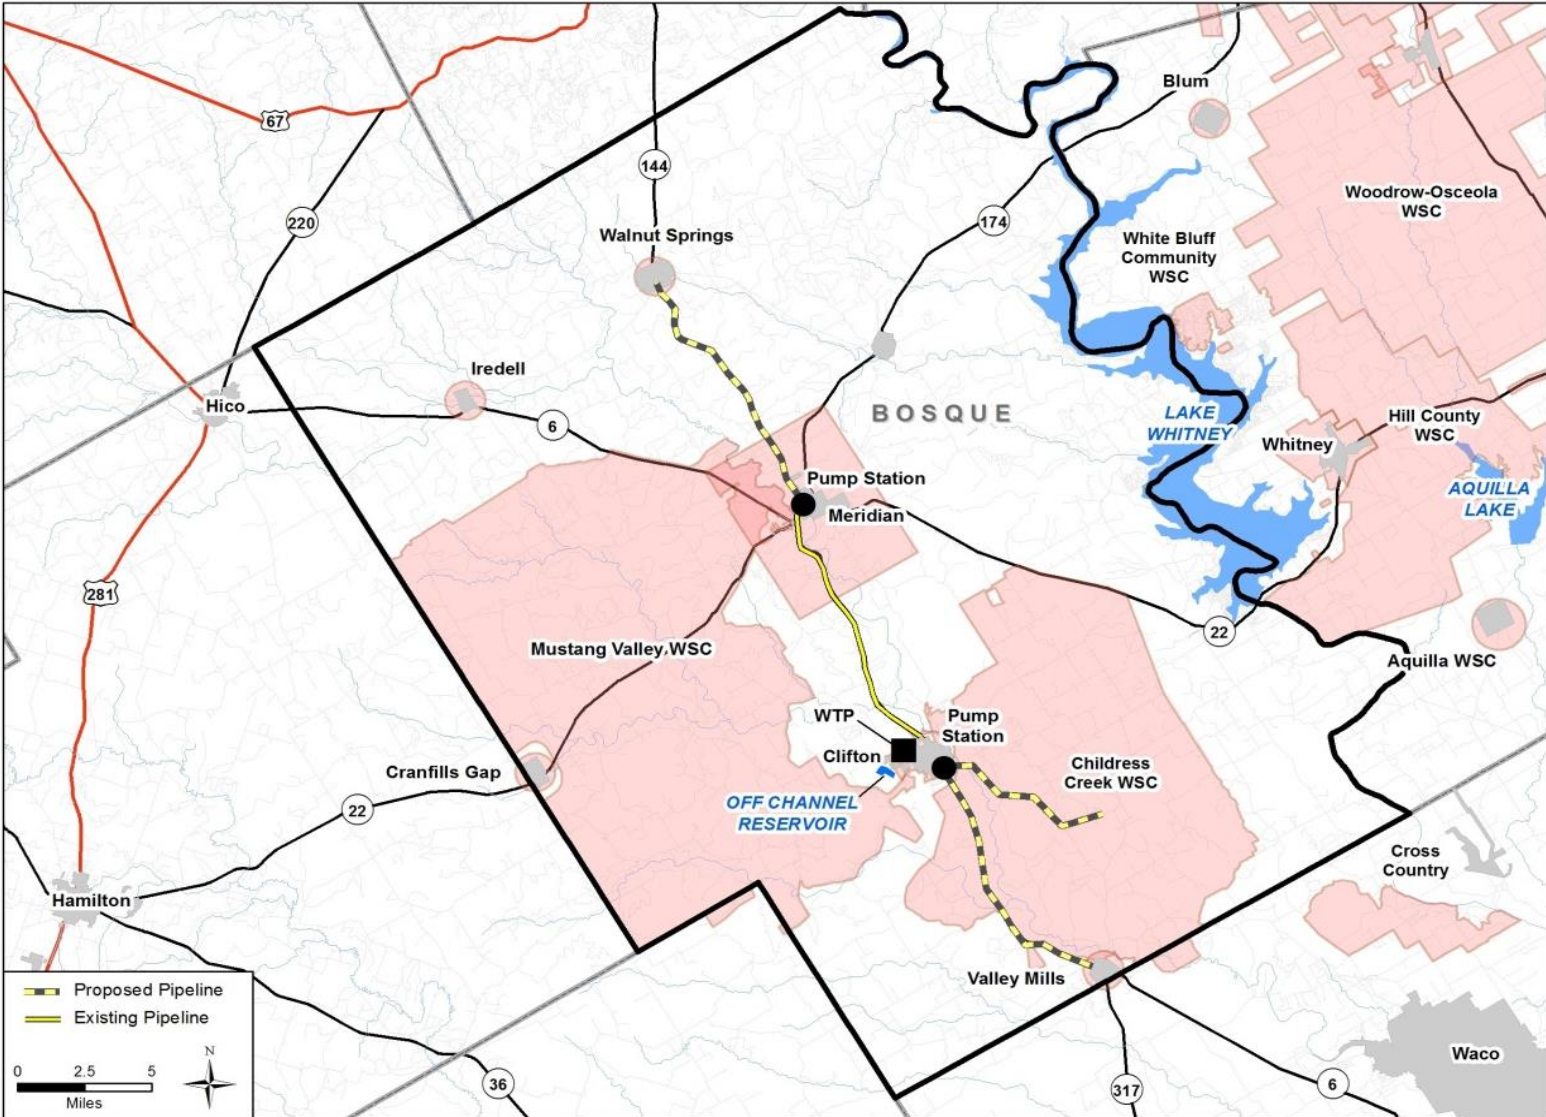 Blum
67
144
Woodrow-Osceola
WSC
220
174
Walnut Springs
White Bluff
Community
WSC
Iredell
Hico
6
BOSQUE
LAKE
WHITNEY
Whitney
Hill County
WSC
Pump Station
Meridian
AQUILLA
LAKE
281
22
Mustang Valley WSC
Aquilla WSC
WTP
Pump
Station
Clifton
Cranfills Gap
Childress
Creek WSC
OFF CHANNEL
RESERVOIR
22
Cross
Country
Hamilton
Valley Mills
Proposed Pipeline
Existing Pipeline
N
0 2.5 5
Miles
36
317
6
Waco